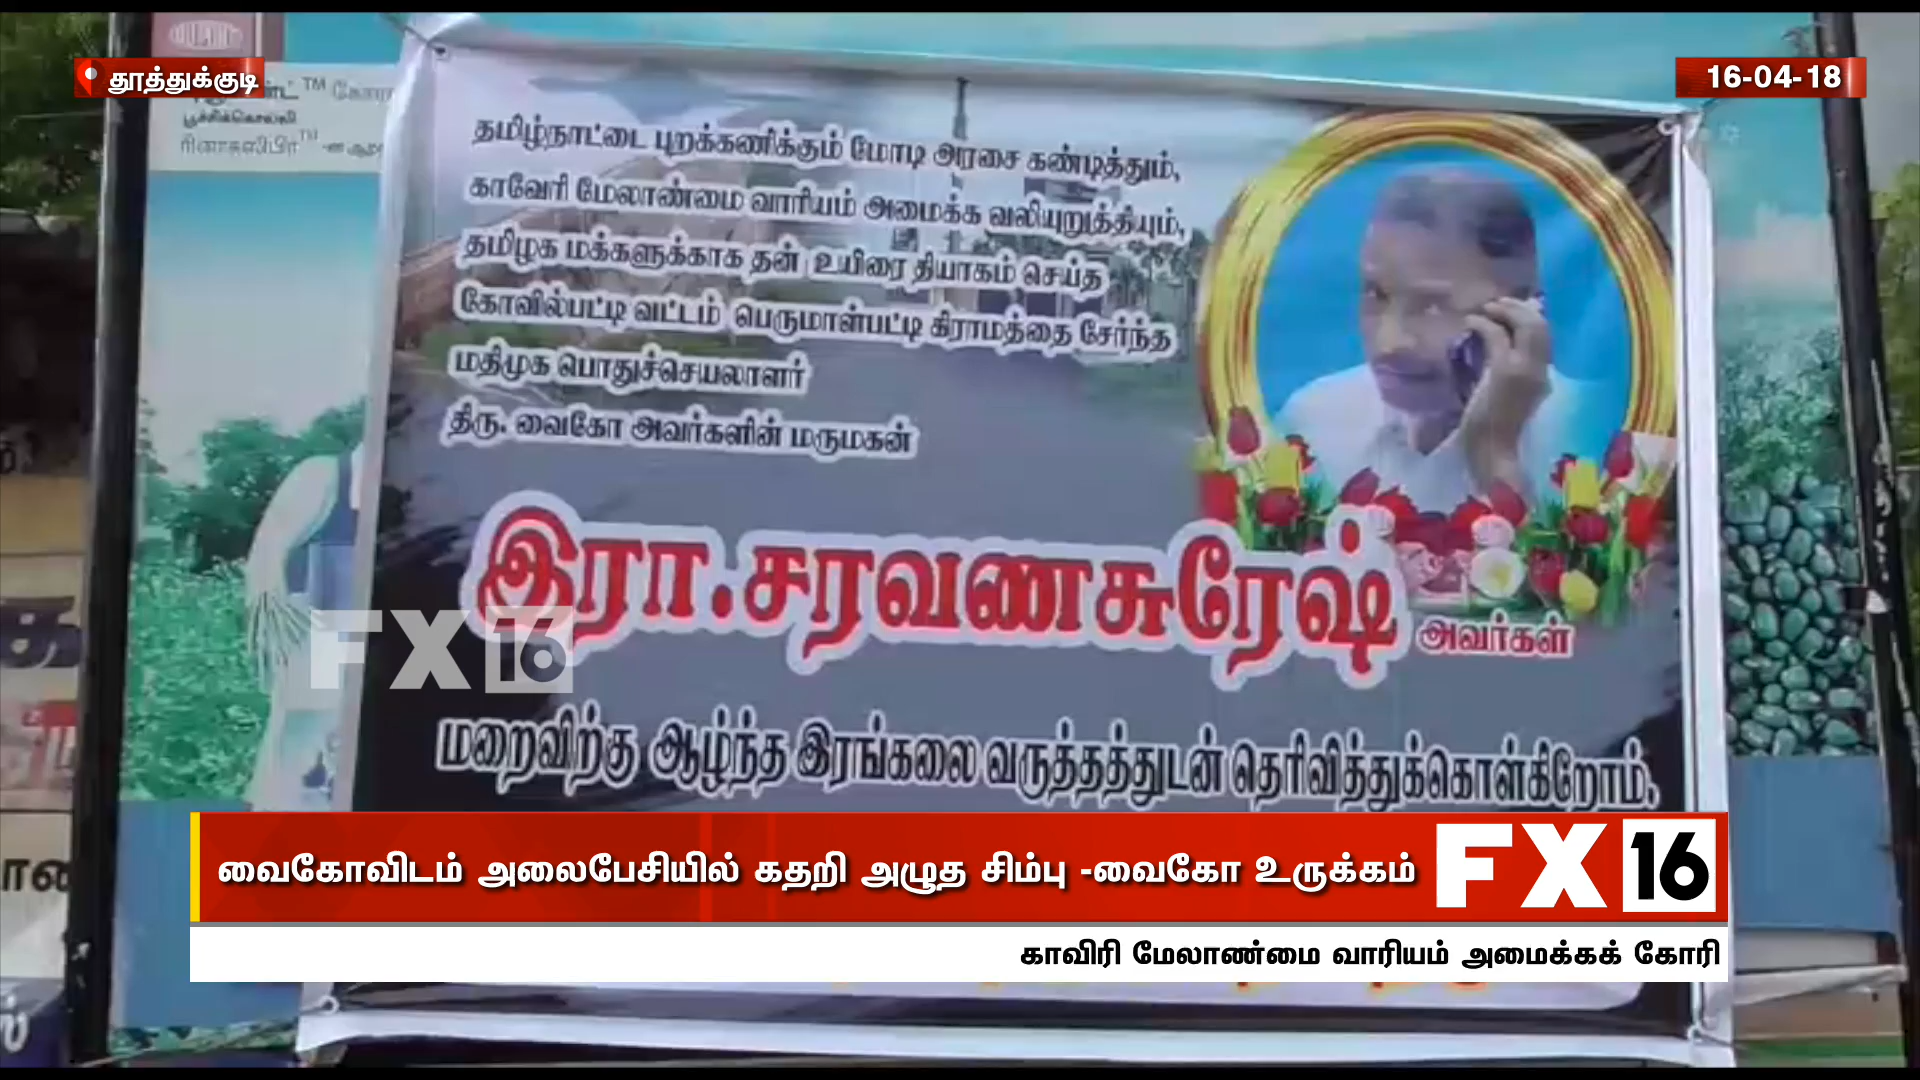 தூத்துக்குடி
16-04-18
™ கோரா
பூச்சிக்கொல்லி
தமிழ்நாட்டை புறக்கணிக்கும் மோடி அரசை கண்டித்தும்,
காவேரி மேலாண்மை வாரியம் அமைக்க வலியுறுத்தியும்,
தமிழக மக்களுக்காக தன் உயிரை தியாகம் செய்த
கோவில்பட்டி வட்டம் பெருமாள்பட்டி கிராமத்தை சேர்ந்த
மதிமுக பொதுச்செயலாளர்
திரு. வைகோ அவர்களின் மருமகன்
இரா.சரவணசுரேஷ் அவர்கள்
FX16
மறைவிற்கு ஆழ்ந்த இரங்கலை வருத்தத்துடன் தெரிவித்துக்கொள்கிறோம்.
வைகோவிடம் அலைபேசியில் கதறி அழுத சிம்பு -வைகோ உருக்கம்
FX16
காவிரி மேலாண்மை வாரியம் அமைக்கக் கோரி